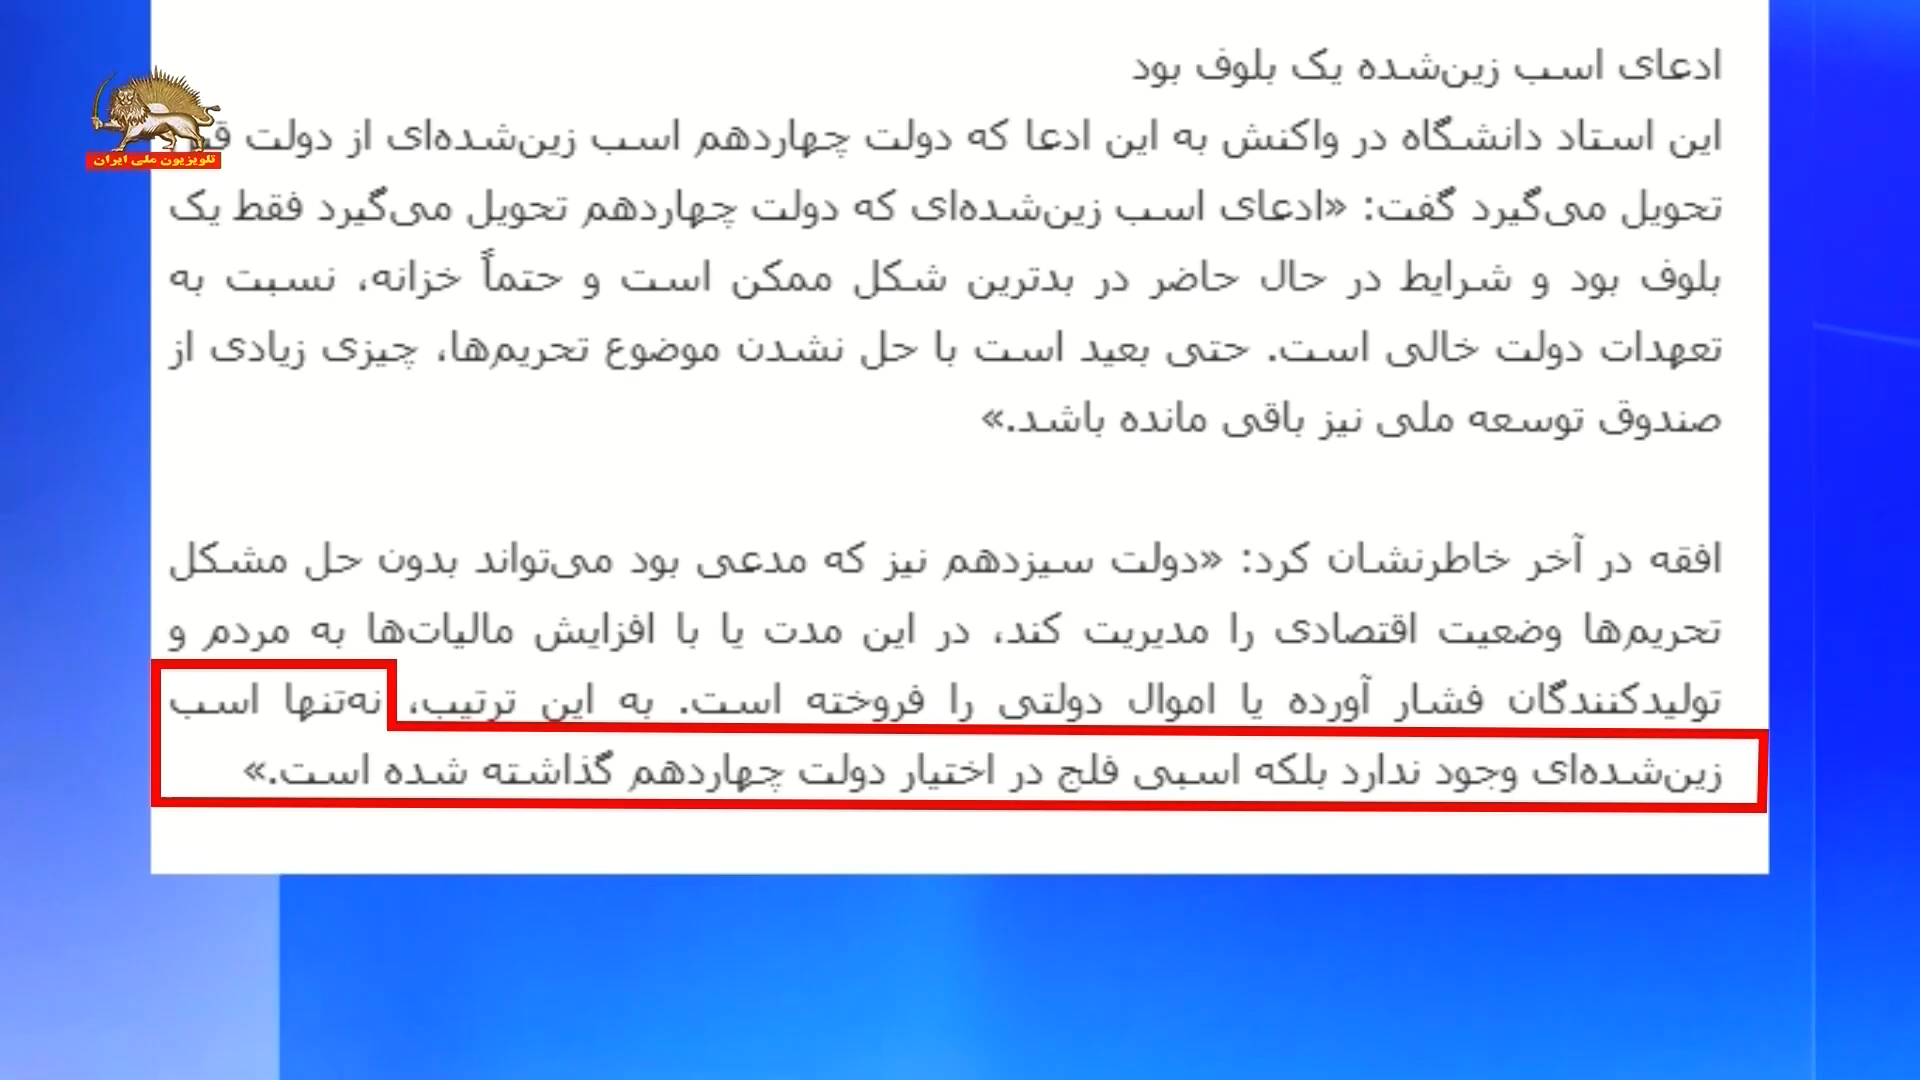 ادعای اسب زین‌شده یک بلوف بود
این استاد دانشگاه در واکنش به این ادعا که دولت چهاردهم اسب زین‌شده‌ای از دولت
تحویل می‌گیرد گفت: «ادعای اسب زین‌شده‌ای که دولت چهاردهم تحویل می‌گیرد فقط یک
بلوف بود و شرایط در حال حاضر در بدترین شکل ممکن است و حتماً خزانه، نسبت به
تعهدات دولت خالی است. حتی بعید است با حل نشدن موضوع تحریم‌ها، چیزی زیادی از
صندوق توسعه ملی نیز باقی مانده باشد.»
افقه در آخر خاطرنشان کرد: «دولت سیزدهم نیز که مدعی بود می‌تواند بدون حل مشکل
تحریم‌ها وضعیت اقتصادی را مدیریت کند، در این مدت یا با افزایش مالیات‌ها به مردم و
تولیدکنندگان فشار آورده یا اموال دولتی را فروخته است. به این ترتیب، نه‌تنها اسب
زین‌شده‌ای وجود ندارد بلکه اسبی فلج در اختیار دولت چهاردهم گذاشته شده است.»
تلویزیون ملی ایران